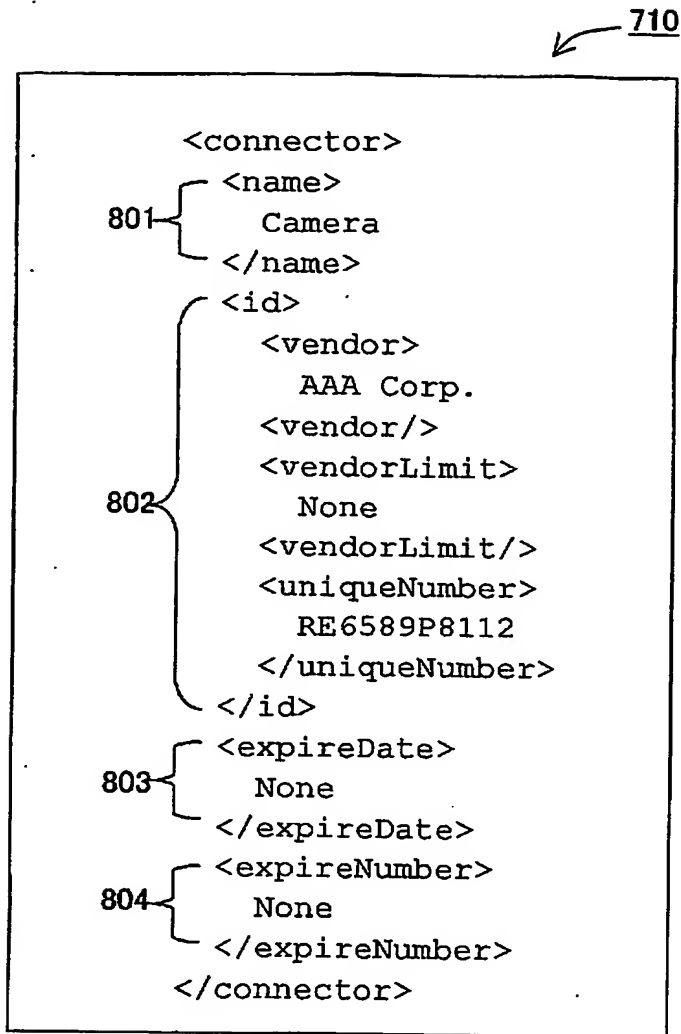 710
<connector>
<name>
801
Camera
</name>
<id>
<vendor>
AAA Corp.
<vendor/>
<vendorLimit>
802
None
<vendorLimit/>
<uniqueNumber>
RE6589P8112
</uniqueNumber>
</id>
<expireDate>
803
None
</expireDate>
<expireNumber>
804
None
</expireNumber>
</connector>